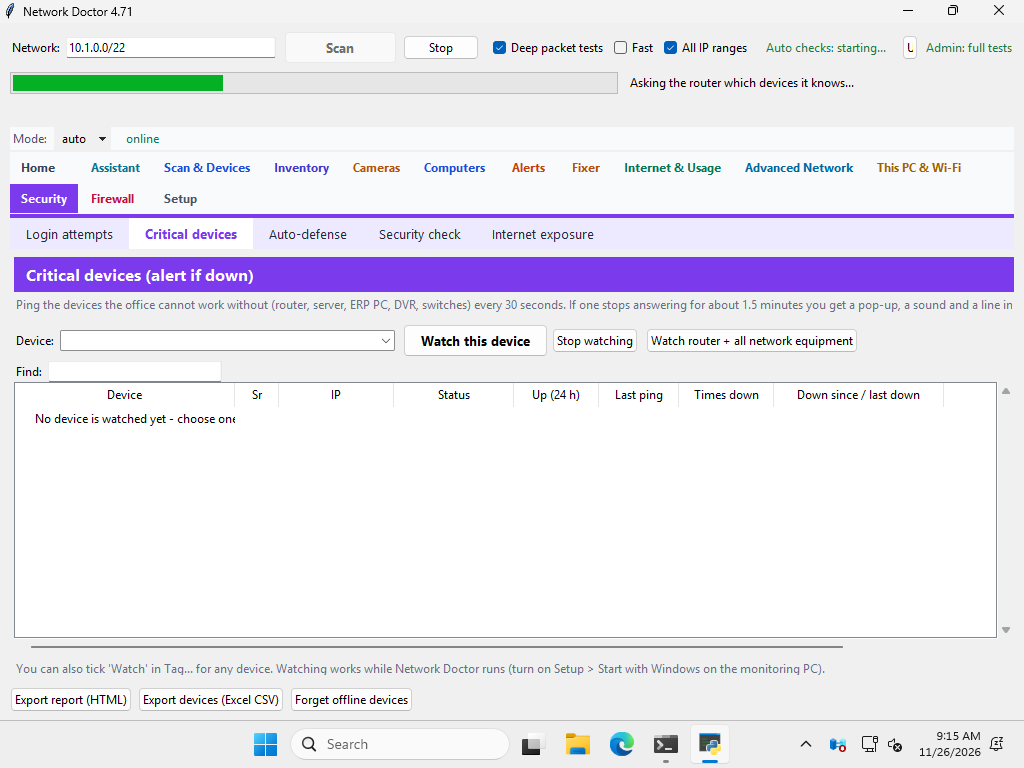 Network Doctor 4.71
Network: 10.1.0.0/22 Scan Stop Deep packet tests Fast All IP ranges Auto checks: starting... U Admin: full tests
Asking the router which devices it knows...
Mode: auto online
Home Assistant Scan & Devices Inventory Cameras Computers Alerts Fixer Internet & Usage Advanced Network This PC & Wi-Fi
Security Firewall Setup
Login attempts Critical devices Auto-defense Security check Internet exposure
Critical devices (alert if down)
Ping the devices the office cannot work without (router, server, ERP PC, DVR, switches) every 30 seconds. If one stops answering for about 1.5 minutes you get a pop-up, a sound and a line in
Device: Watch this device Stop watching Watch router + all network equipment
Find:
Device Sr IP Status Up (24 h) Last ping Times down Down since / last down
No device is watched yet - choose one
You can also tick 'Watch' in Tag... for any device. Watching works while Network Doctor runs (turn on Setup > Start with Windows on the monitoring PC).
Export report (HTML) Export devices (Excel CSV) Forget offline devices
Search
9:15 AM
11/26/2026